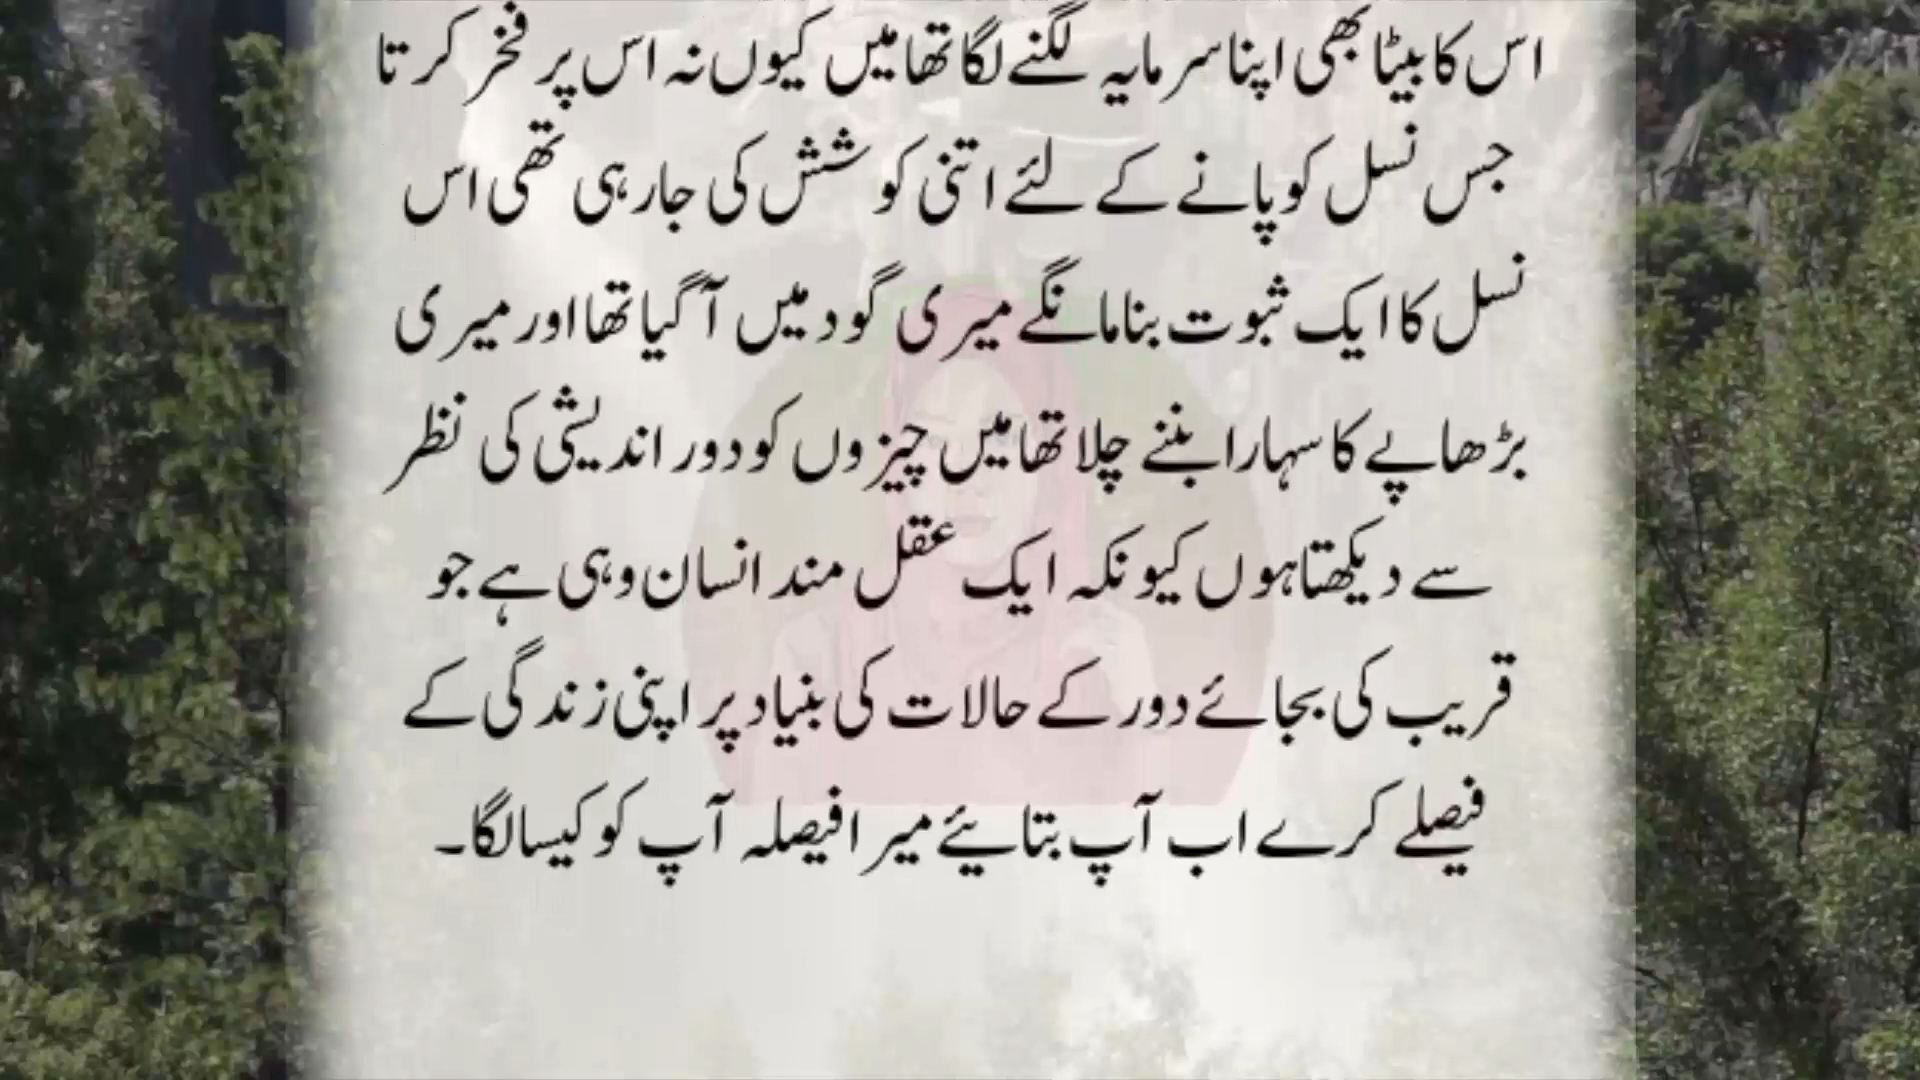 اس کا بیٹا بھی اپنا سرمایہ لگنے لگا تھا میں کیوں نہ اس پر فخر کرتا
جس نسل کو پانے کے لئے اتنی کوشش کی جا رہی تھی اس
نسل کا ایک ثبوت بنا مانگے میری گود میں آ گیا تھا اور میری
بڑھاپے کا سہارا بننے چلا تھا میں چیزوں کو دور اندیشی کی نظر
سے دیکھتا ہوں کیونکہ ایک عقل مند انسان وہی ہے جو
قریب کی بجائے دور کے حالات کی بنیاد پر اپنی زندگی کے
فیصلے کرے اب آپ بتایئے میرا فیصلہ آپ کو کیسا لگا۔